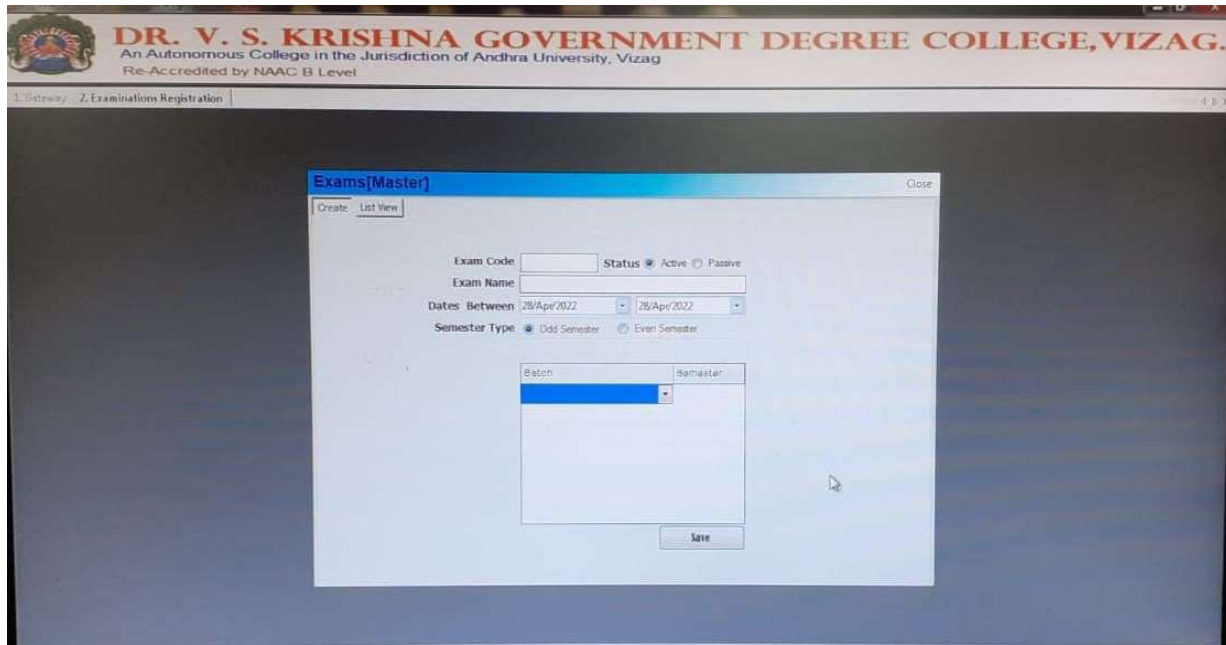 DR. V. S. KRISHNA GOVERNMENT DEGREE COLLEGE, VIZAG.
An Autonomous College in the Jurisdiction of Andhra University, Vizag
Re-Accredited by NAAC B Level
1. Gateway 2. Examinations Registration
Exams[Master] Close
Create List View
Exam Code Status Active Passive
Exam Name
Dates Between 28/Apr/2022 28/Apr/2022
Semester Type Odd Semester Even Semester
Batch Semester
Save